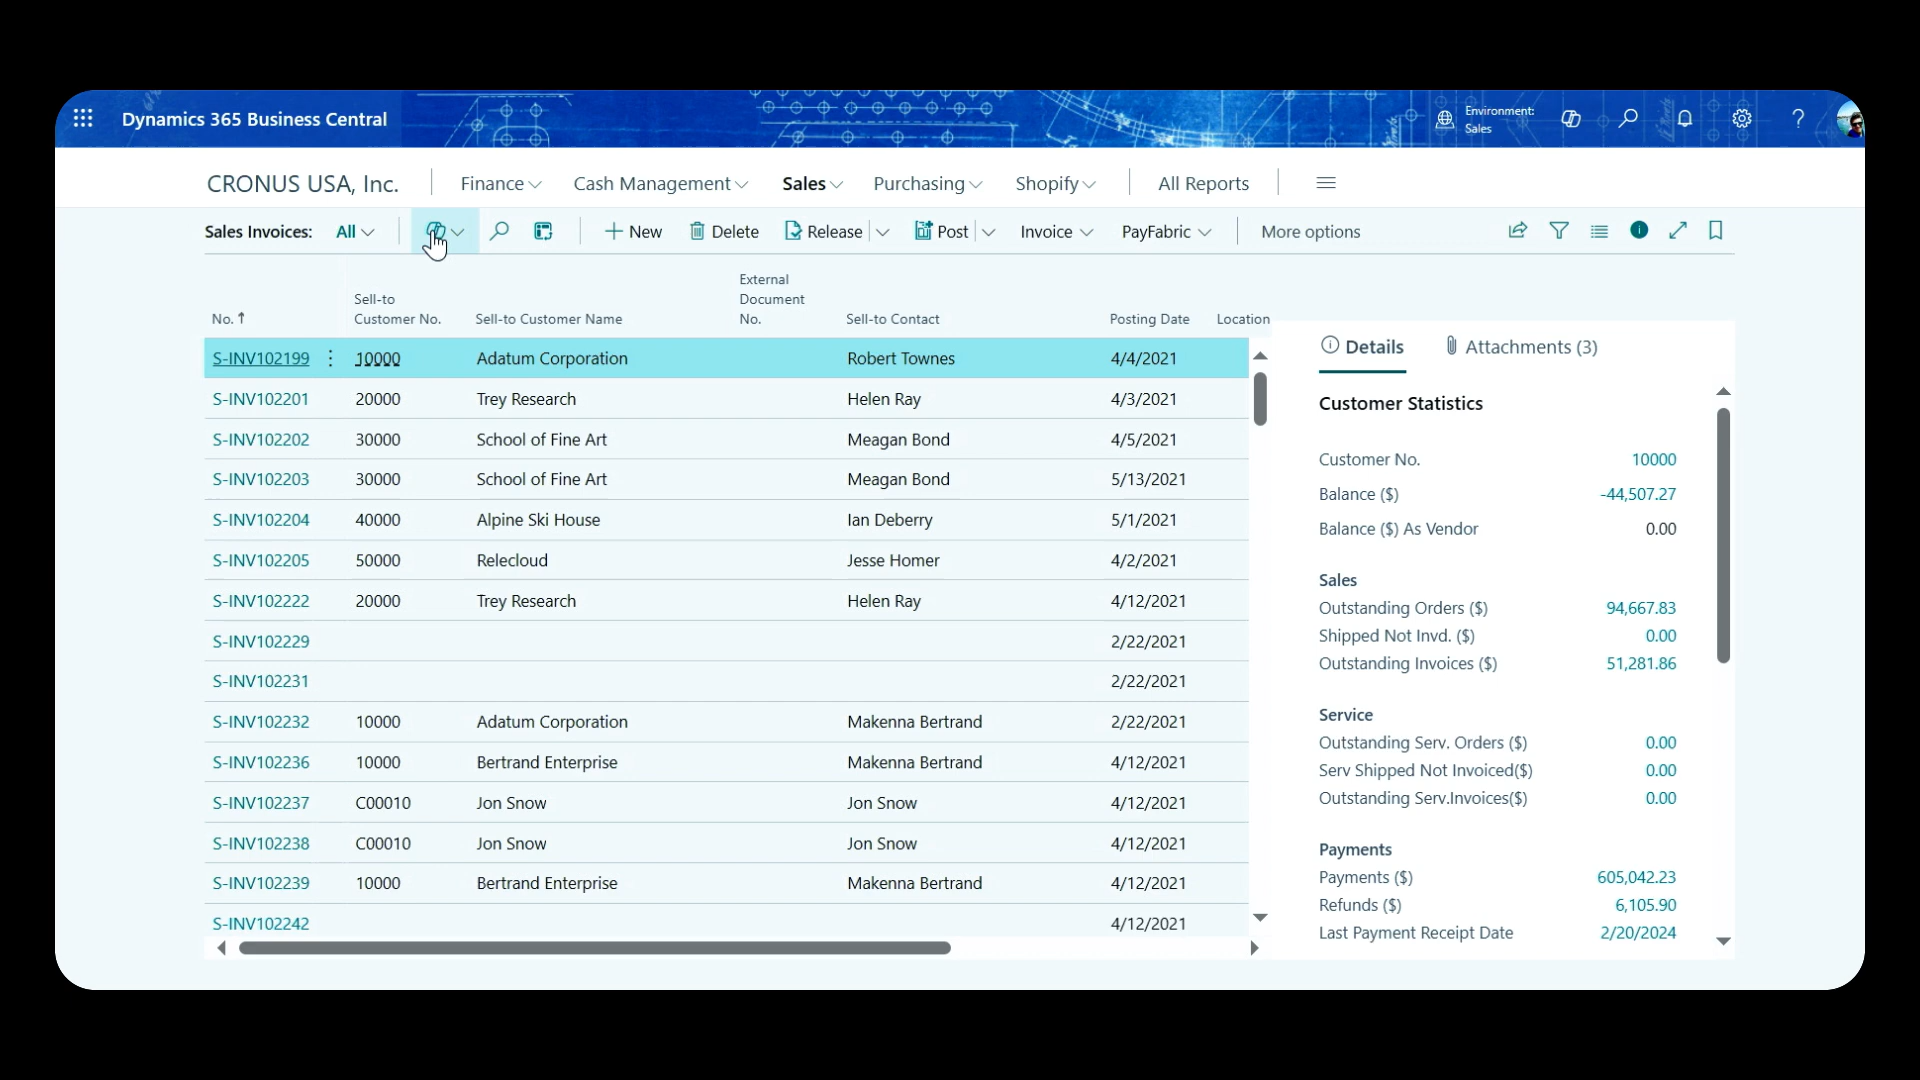 Dynamics 365 Business Central
Environment:
Sales
?
CRONUS USA, Inc.
Finance
Cash Management
Sales
Purchasing
Shopify
All Reports
Sales Invoices: All
New
Delete
Release
Post
Invoice
PayFabric
More options
No. ↑
Sell-to
Customer No.
Sell-to Customer Name
External
Document
No.
Sell-to Contact
Posting Date
Location
S-INV102199 10000 Adatum Corporation Robert Townes 4/4/2021
S-INV102201 20000 Trey Research Helen Ray 4/3/2021
S-INV102202 30000 School of Fine Art Meagan Bond 4/5/2021
S-INV102203 30000 School of Fine Art Meagan Bond 5/13/2021
S-INV102204 40000 Alpine Ski House Ian Deberry 5/1/2021
S-INV102205 50000 Relecloud Jesse Homer 4/2/2021
S-INV102222 20000 Trey Research Helen Ray 4/12/2021
S-INV102229 2/22/2021
S-INV102231 2/22/2021
S-INV102232 10000 Adatum Corporation Makenna Bertrand 2/22/2021
S-INV102236 10000 Bertrand Enterprise Makenna Bertrand 4/12/2021
S-INV102237 C00010 Jon Snow Jon Snow 4/12/2021
S-INV102238 C00010 Jon Snow Jon Snow 4/12/2021
S-INV102239 10000 Bertrand Enterprise Makenna Bertrand 4/12/2021
S-INV102242 4/12/2021
Details
Attachments (3)
Customer Statistics
Customer No. 10000
Balance ($) -44,507.27
Balance ($) As Vendor 0.00
Sales
Outstanding Orders ($) 94,667.83
Shipped Not Invd. ($) 0.00
Outstanding Invoices ($) 51,281.86
Service
Outstanding Serv. Orders ($) 0.00
Serv Shipped Not Invoiced($) 0.00
Outstanding Serv.Invoices($) 0.00
Payments
Payments ($) 605,042.23
Refunds ($) 6,105.90
Last Payment Receipt Date 2/20/2024